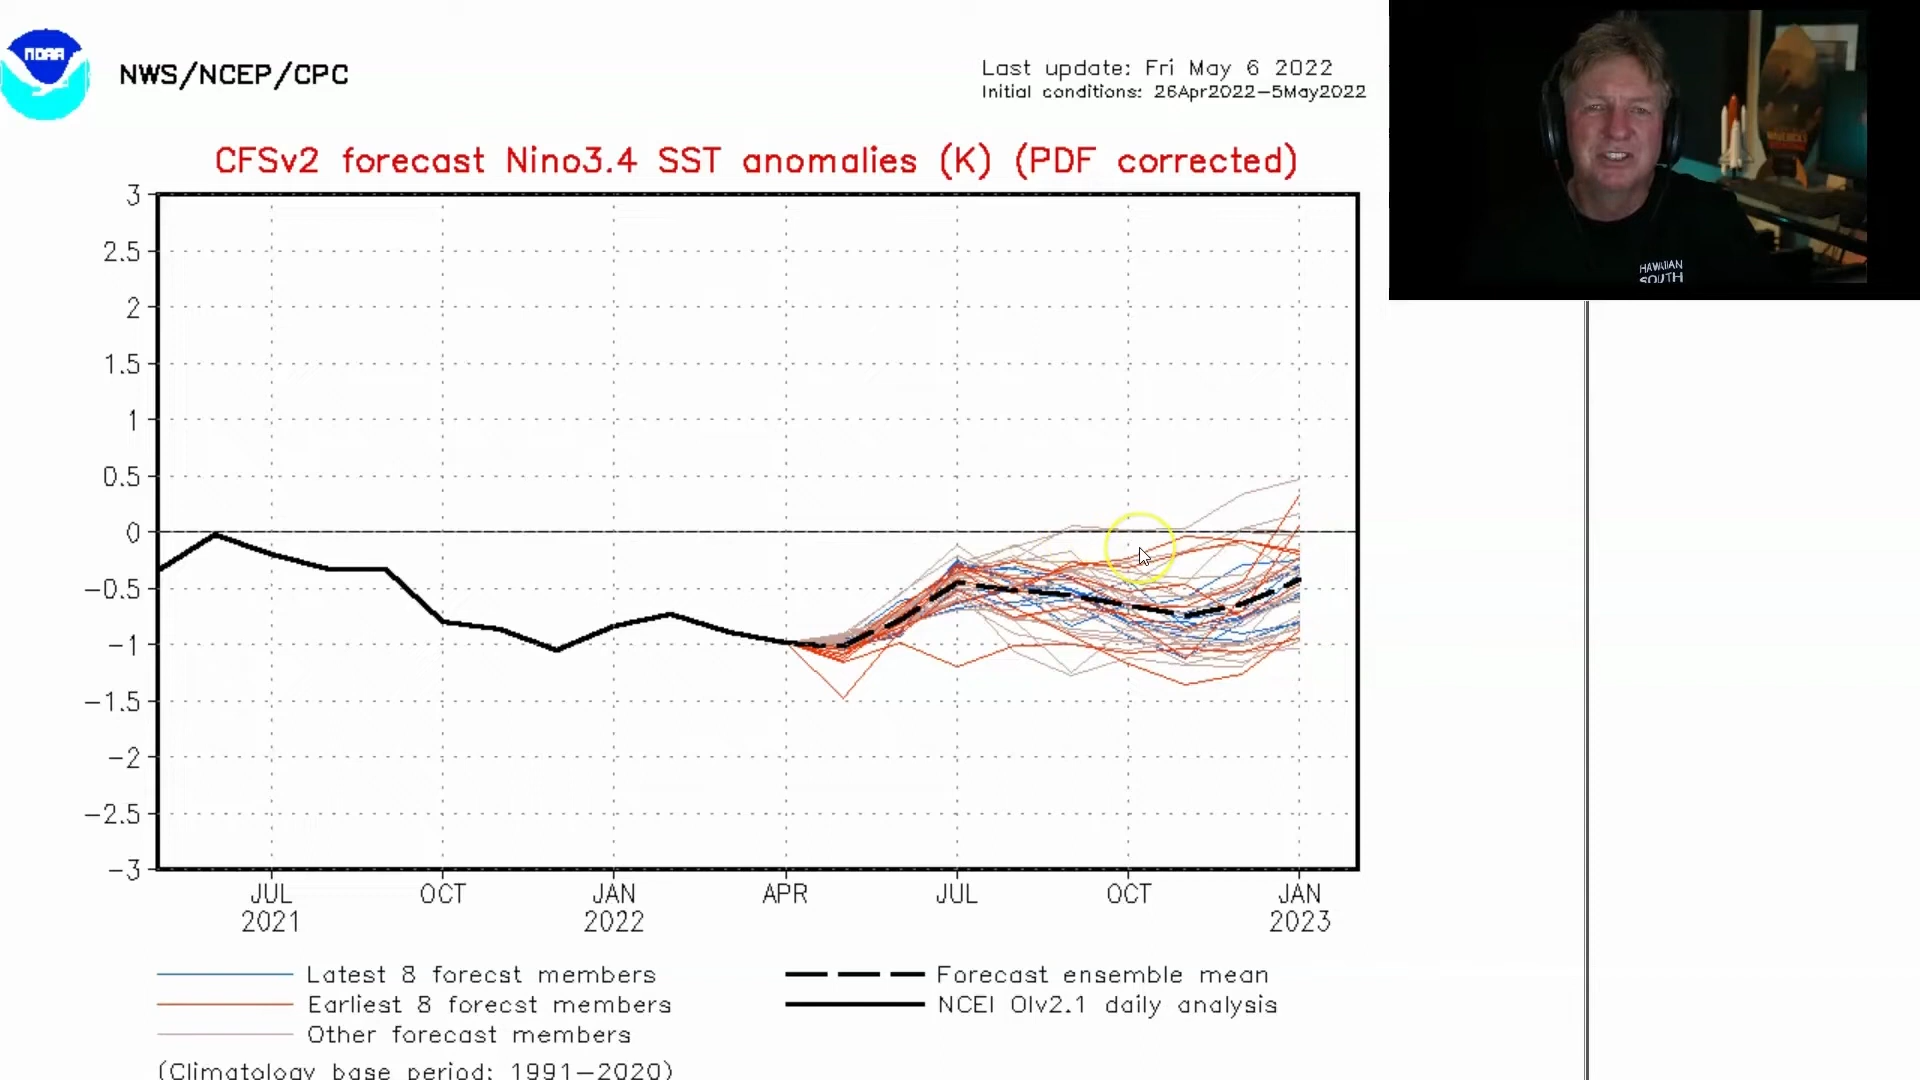 NOAA
NWS/NCEP/CPC
Last update: Fri May 6 2022
Initial conditions: 26Apr2022–5May2022
CFSv2 forecast Nino3.4 SST anomalies (K) (PDF corrected)
3
2.5
2
1.5
1
0.5
0
−0.5
−1
−1.5
−2
−2.5
−3
JUL
2021
OCT
JAN
2022
APR
JUL
OCT
JAN
2023
Latest 8 forecst members
Earliest 8 forecst members
Other forecast members
Forecast ensemble mean
NCEI OIv2.1 daily analysis
(Climatology base period: 1991–2020)
HAWAIIAN
SOUTH